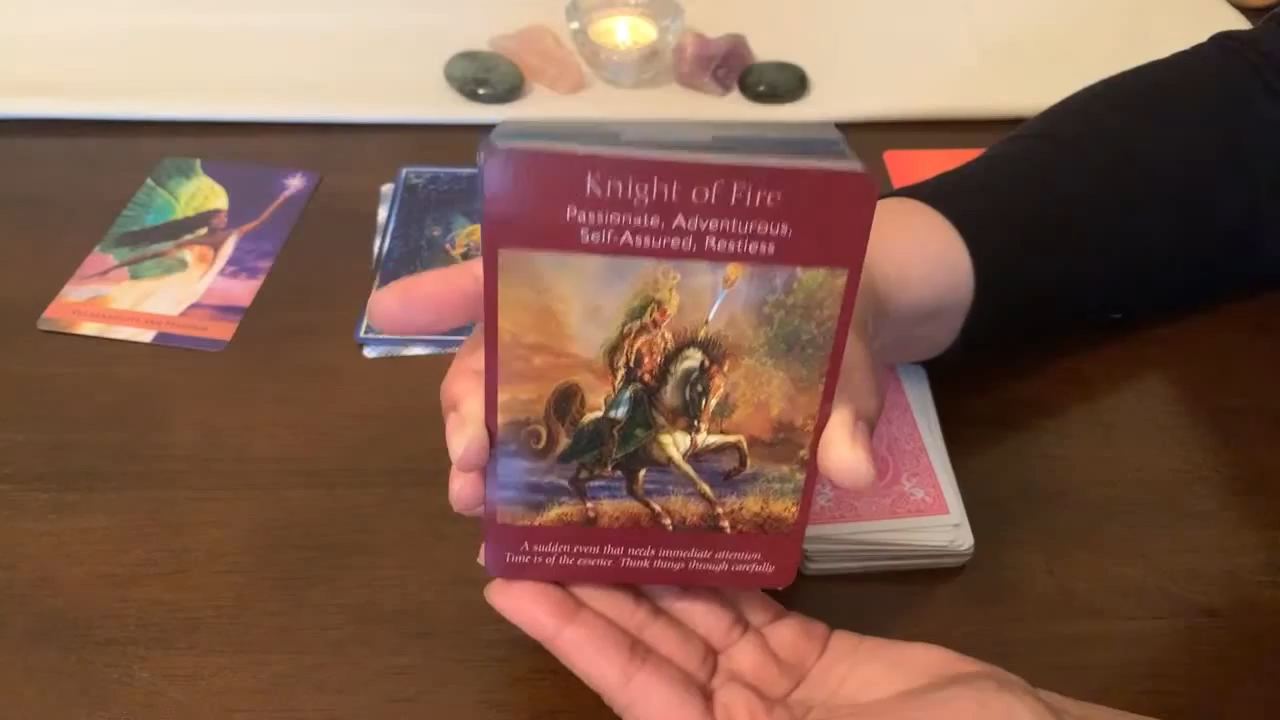 Knight of Fire
Passionate, Adventurous,
Self-Assured, Restless
A sudden event that needs immediate attention.
Time is of the essence. Think things through carefully